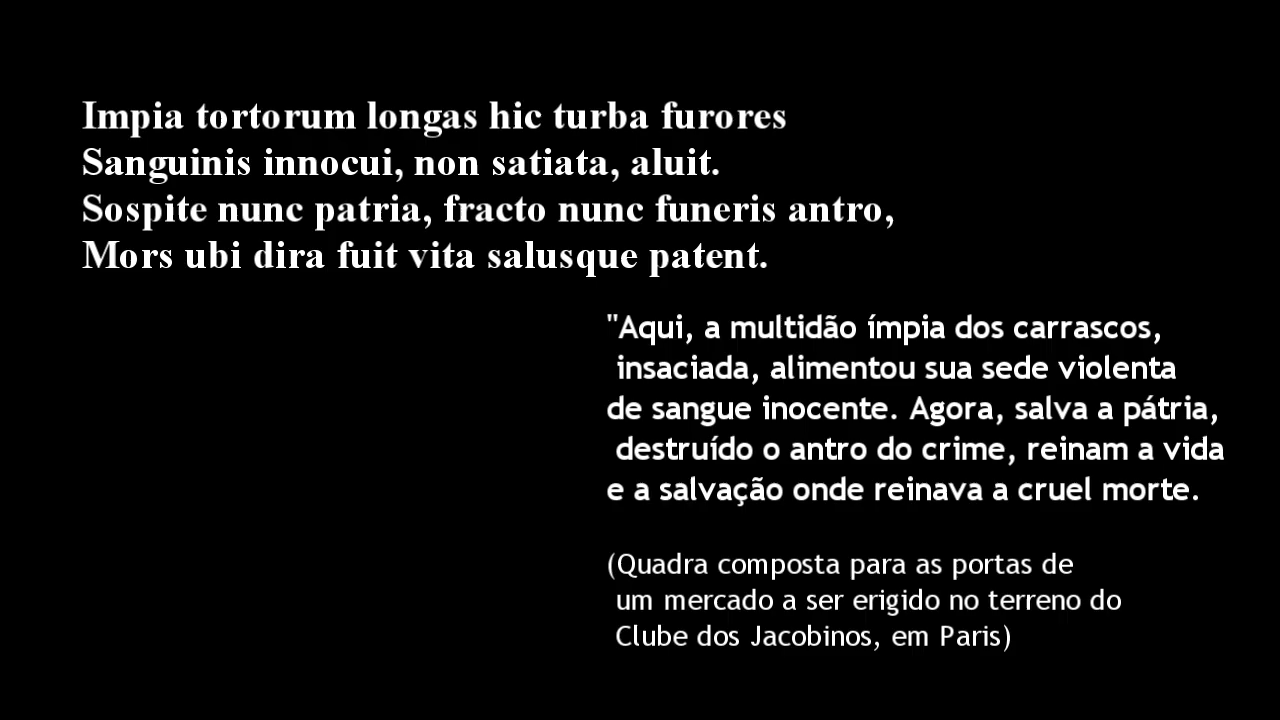 Impia tortorum longas hic turba furores
Sanguinis innocui, non satiata, aluit.
Sospite nunc patria, fracto nunc funeris antro,
Mors ubi dira fuit vita salusque patent.
"Aqui, a multidão ímpia dos carrascos,
insaciada, alimentou sua sede violenta
de sangue inocente. Agora, salva a pátria,
destruído o antro do crime, reinam a vida
e a salvação onde reinava a cruel morte.
(Quadra composta para as portas de
um mercado a ser erigido no terreno do
Clube dos Jacobinos, em Paris)